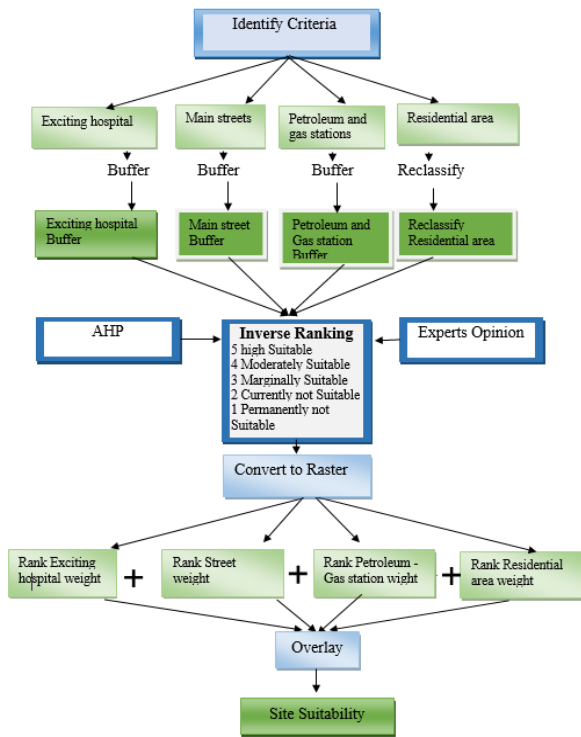 Identify Criteria
Exciting hospital
Main streets
Petroleum and
gas stations
Residential area
Buffer
Buffer
Buffer
Reclassify
Exciting hospital
Buffer
Main street
Buffer
Petroleum and
Gas station
Buffer
Reclassify
Residential area
AHP
Inverse Ranking
5 high Suitable
4 Moderately Suitable
3 Marginally Suitable
2 Currently not Suitable
1 Permanently not
Suitable
Experts Opinion
Convert to Raster
Rank Exciting
hospital weight
+
Rank Street
weight
+
Rank Petroleum -
Gas station wight
+
Rank Residential
area weight
Overlay
Site Suitability